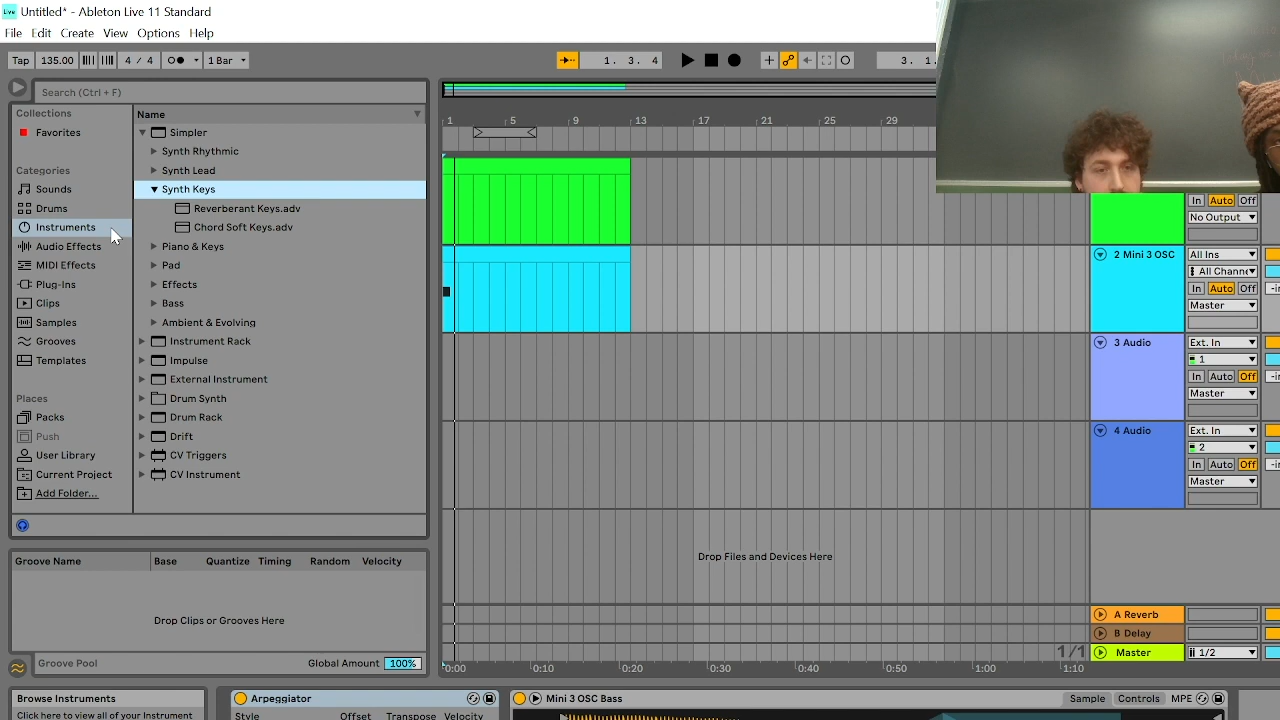 Live Untitled* - Ableton Live 11 Standard
File Edit Create View Options Help
Tap 135.00 4 / 4 1 Bar 1. 3. 4 3. 1.
Search (Ctrl + F)
Collections
Favorites
Categories
Sounds
Drums
Instruments
Audio Effects
MIDI Effects
Plug-Ins
Clips
Samples
Grooves
Templates
Places
Packs
Push
User Library
Current Project
Add Folder...
Name
Simpler
Synth Rhythmic
Synth Lead
Synth Keys
Reverberant Keys.adv
Chord Soft Keys.adv
Piano & Keys
Pad
Effects
Bass
Ambient & Evolving
Instrument Rack
Impulse
External Instrument
Drum Synth
Drum Rack
Drift
CV Triggers
CV Instrument
Groove Name Base Quantize Timing Random Velocity
Drop Clips or Grooves Here
Groove Pool Global Amount 100%
1 5 9 13 17 21 25 29
In Auto Off
No Output
2 Mini 3 OSC All Ins
All Channe
In Auto Off
Master
3 Audio Ext. In
1
In Auto Off
Master
4 Audio Ext. In
2
In Auto Off
Master
Drop Files and Devices Here
A Reverb
B Delay
1/1 Master 1/2
0:00 0:10 0:20 0:30 0:40 0:50 1:00 1:10
Browse Instruments
Click here to view all of your Instrument
Arpeggiator
Style Offset Transpose Velocity
Mini 3 OSC Bass Sample Controls MPE